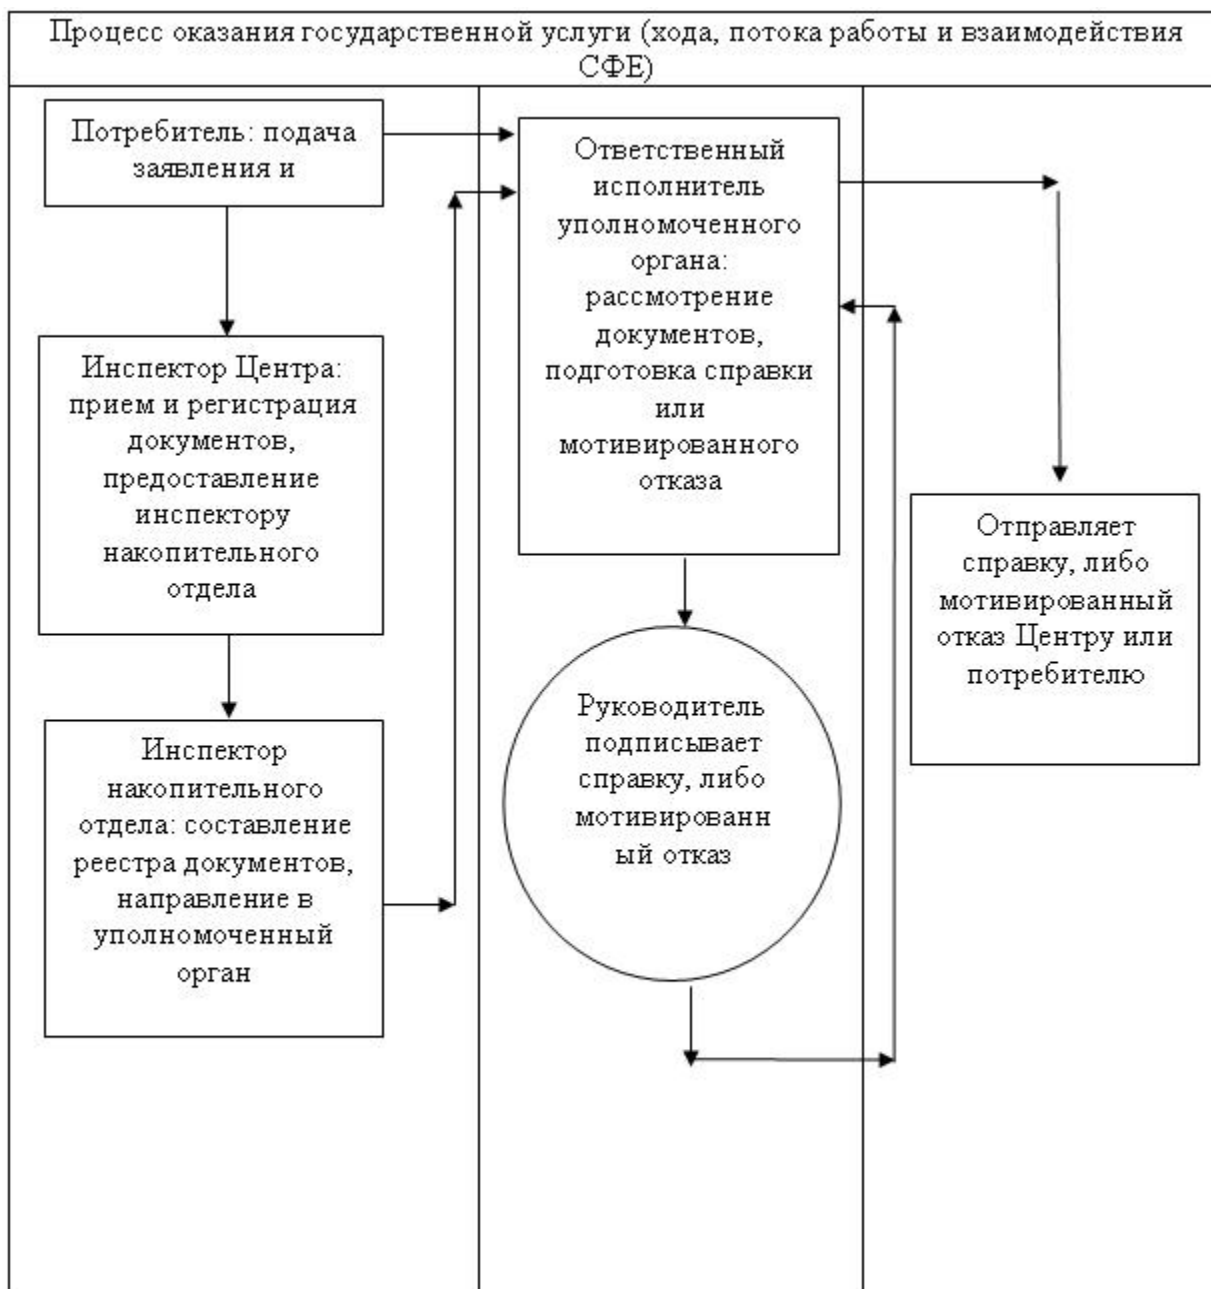 Процесс оказания государственной услуги (хода, потока работы и взаимодействия
СФЕ)
Потребитель: подача
заявления и
Инспектор Центра:
прием и регистрация
документов,
предоставление
инспектору
накопительного
отдела
Инспектор
накопительного
отдела: составление
реестра документов,
направление в
уполномоченный
орган
Ответственный
исполнитель
уполномоченного
органа:
рассмотрение
документов,
подготовка справки
или
мотивированного
отказа
Руководитель
подписывает
справку, либо
мотивированн
ый отказ
Отправляет
справку, либо
мотивированный
отказ Центру или
потребителю